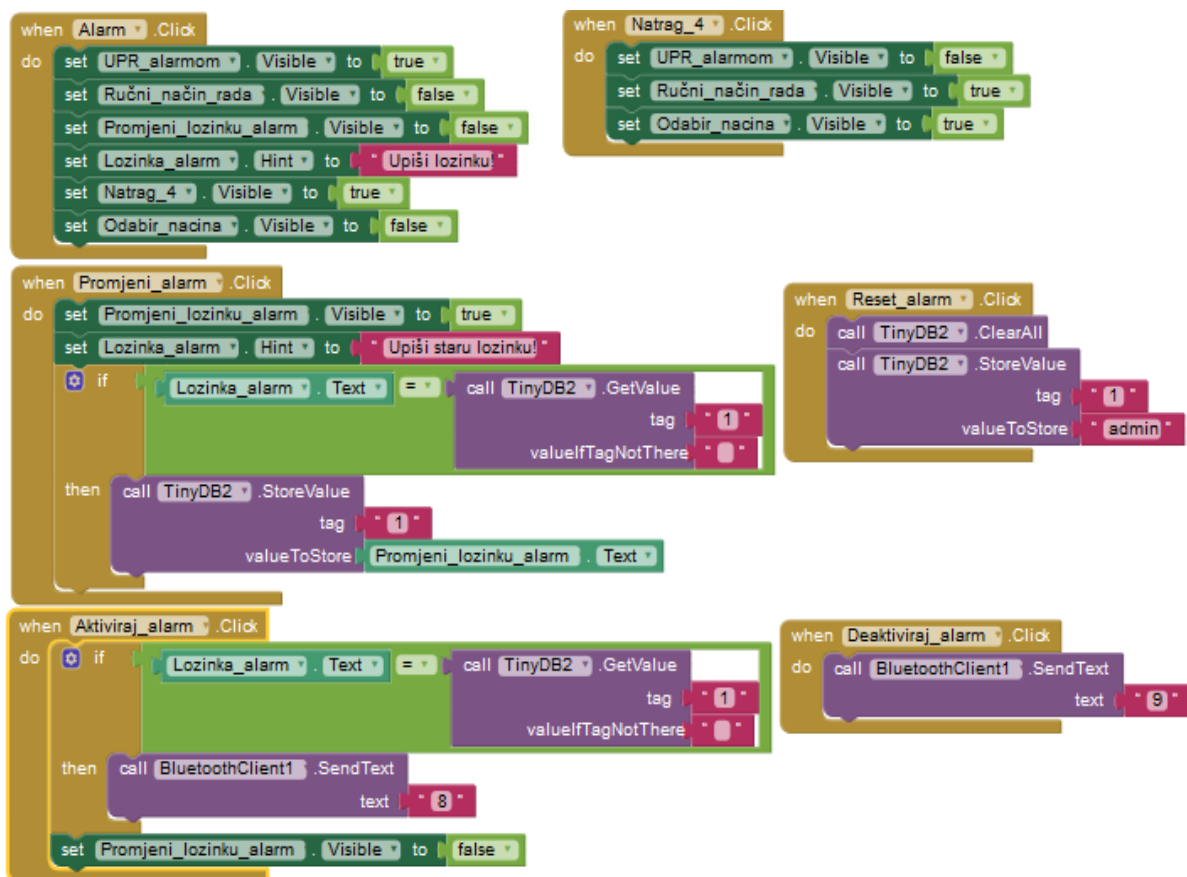 when Alarm .Click
do set UPR_alarmom . Visible to true
set Ručni_način_rada . Visible to false
set Promjeni_lozinku_alarm . Visible to false
set Lozinka_alarm . Hint to " Upiši lozinku! "
set Natrag_4 . Visible to true
set Odabir_nacina . Visible to false
when Natrag_4 .Click
do set UPR_alarmom . Visible to false
set Ručni_način_rada . Visible to true
set Odabir_nacina . Visible to true
when Promjeni_alarm .Click
do set Promjeni_lozinku_alarm . Visible to true
set Lozinka_alarm . Hint to " Upiši staru lozinku! "
if Lozinka_alarm . Text = call TinyDB2 .GetValue
tag " 1 "
valueIfTagNotThere " "
then call TinyDB2 .StoreValue
tag " 1 "
valueToStore Promjeni_lozinku_alarm . Text
when Reset_alarm .Click
do call TinyDB2 .ClearAll
call TinyDB2 .StoreValue
tag " 1 "
valueToStore " admin "
when Aktiviraj_alarm .Click
do if Lozinka_alarm . Text = call TinyDB2 .GetValue
tag " 1 "
valueIfTagNotThere " "
then call BluetoothClient1 .SendText
text " 8 "
set Promjeni_lozinku_alarm . Visible to false
when Deaktiviraj_alarm .Click
do call BluetoothClient1 .SendText
text " 9 "